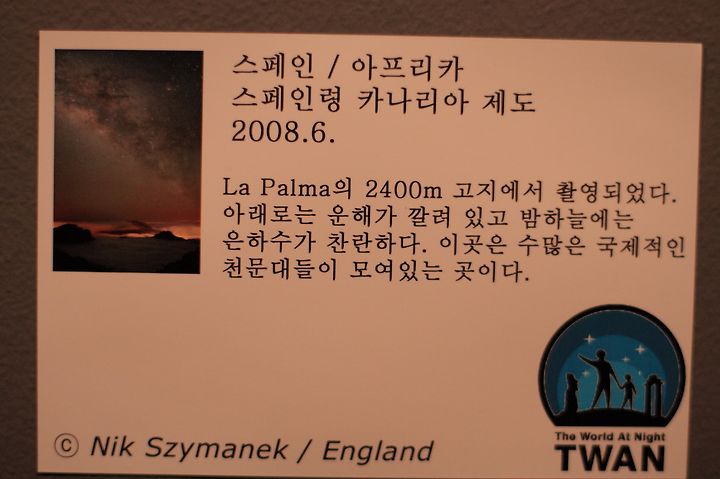 스페인 / 아프리카
스페인령 카나리아 제도
2008.6.
La Palma의 2400m 고지에서 촬영되었다.
아래로는 운해가 깔려 있고 밤하늘에는
은하수가 찬란하다. 이곳은 수많은 국제적인
천문대들이 모여있는 곳이다.
ⓒ Nik Szymanek / England
The World At Night
TWAN